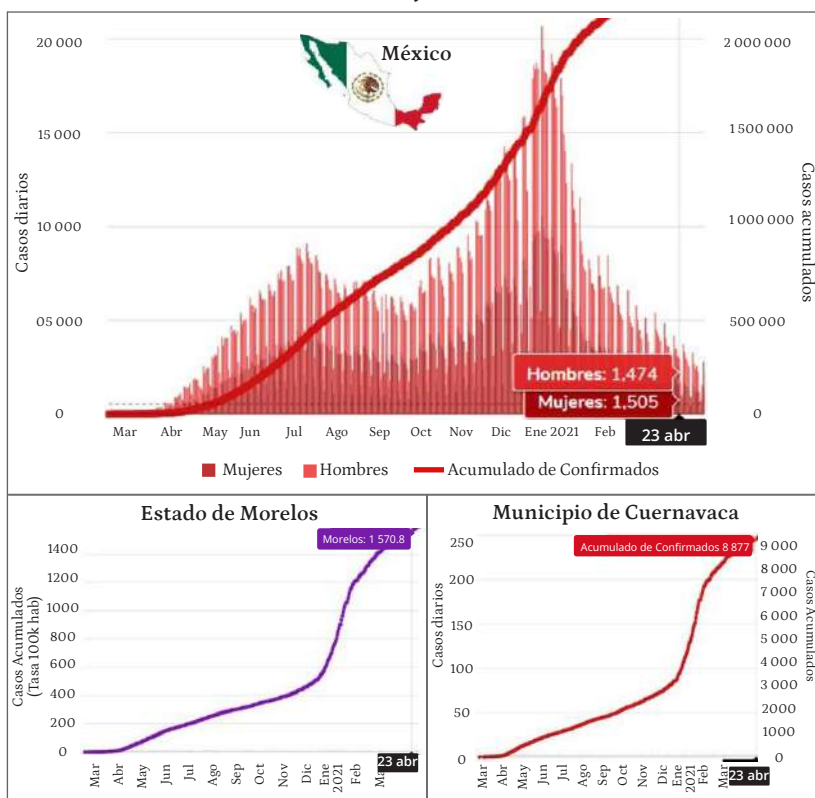 México
20 000
15 000
10 000
05 000
0
Casos diarios
2 000 000
1 500 000
1000 000
500 000
0
Casos acumulados
Hombres: 1,474
Mujeres: 1,505
Mar Abr May Jun Jul Ago Sep Oct Nov Dic Ene 2021 Feb 23 abr
Mujeres Hombres Acumulado de Confirmados
Estado de Morelos
Morelos: 1 570.8
1400
1200
1000
800
600
400
200
0
Casos Acumulados
(Tasa 100k hab)
Mar Abr May Jun Jul Ago Sep Oct Nov Dic Ene 2021 Feb Ma 23 abr
Municipio de Cuernavaca
Acumulado de Confirmados 8 877
250
200
150
100
50
0
Casos diarios
9 000
8 000
7 000
6 000
5 000
4 000
3 000
2 000
1000
0
Casos Acumulados
Mar Abr May Jun Jul Ago Sep Oct Nov Dic Ene 2021 Feb Mar 23 abr